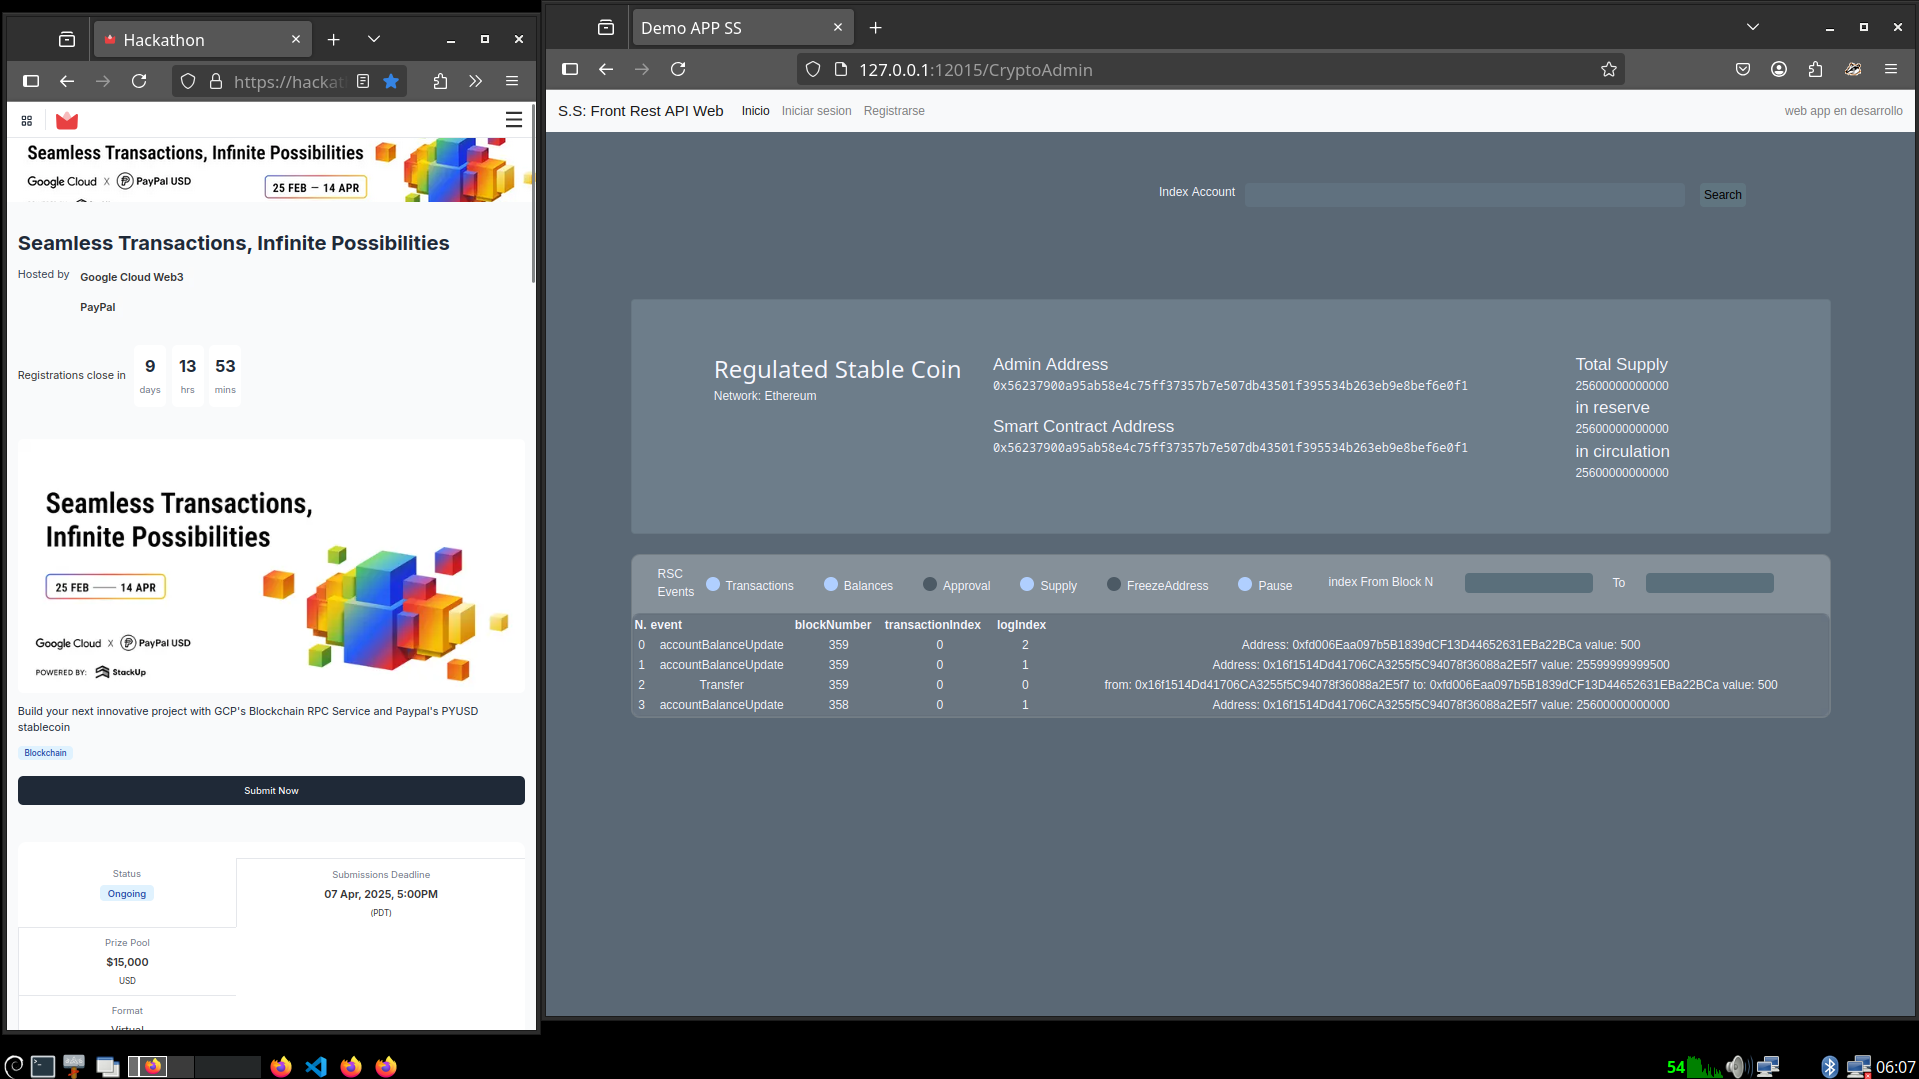 Hackathon
https://hackat
Seamless Transactions, Infinite Possibilities
Google Cloud X PayPal USD
25 FEB — 14 APR
Seamless Transactions, Infinite Possibilities
Hosted by
Google Cloud Web3
PayPal
Registrations close in
9 13 53
days hrs mins
Seamless Transactions,
Infinite Possibilities
25 FEB —— 14 APR
Google Cloud X PayPal USD
POWERED BY: StackUp
Build your next innovative project with GCP's Blockchain RPC Service and Paypal's PYUSD
stablecoin
Blockchain
Submit Now
Status
Ongoing
Submissions Deadline
07 Apr, 2025, 5:00PM
(PDT)
Prize Pool
$15,000
USD
Format
Virtual
Demo APP SS
127.0.0.1:12015/CryptoAdmin
S.S: Front Rest API Web Inicio Iniciar sesion Registrarse web app en desarrollo
Index Account Search
Regulated Stable Coin
Network: Ethereum
Admin Address
0x56237900a95ab58e4c75ff37357b7e507db43501f395534b263eb9e8bef6e0f1
Smart Contract Address
0x56237900a95ab58e4c75ff37357b7e507db43501f395534b263eb9e8bef6e0f1
Total Supply
25600000000000
in reserve
25600000000000
in circulation
25600000000000
RSC
Events
Transactions Balances Approval Supply FreezeAddress Pause index From Block N To
N. event blockNumber transactionIndex logIndex
0 accountBalanceUpdate 359 0 2 Address: 0xfd006Eaa097b5B1839dCF13D44652631EBa22BCa value: 500
1 accountBalanceUpdate 359 0 1 Address: 0x16f1514Dd41706CA3255f5C94078f36088a2E5f7 value: 25599999999500
2 Transfer 359 0 0 from: 0x16f1514Dd41706CA3255f5C94078f36088a2E5f7 to: 0xfd006Eaa097b5B1839dCF13D44652631EBa22BCa value: 500
3 accountBalanceUpdate 358 0 1 Address: 0x16f1514Dd41706CA3255f5C94078f36088a2E5f7 value: 25600000000000
54
06:07